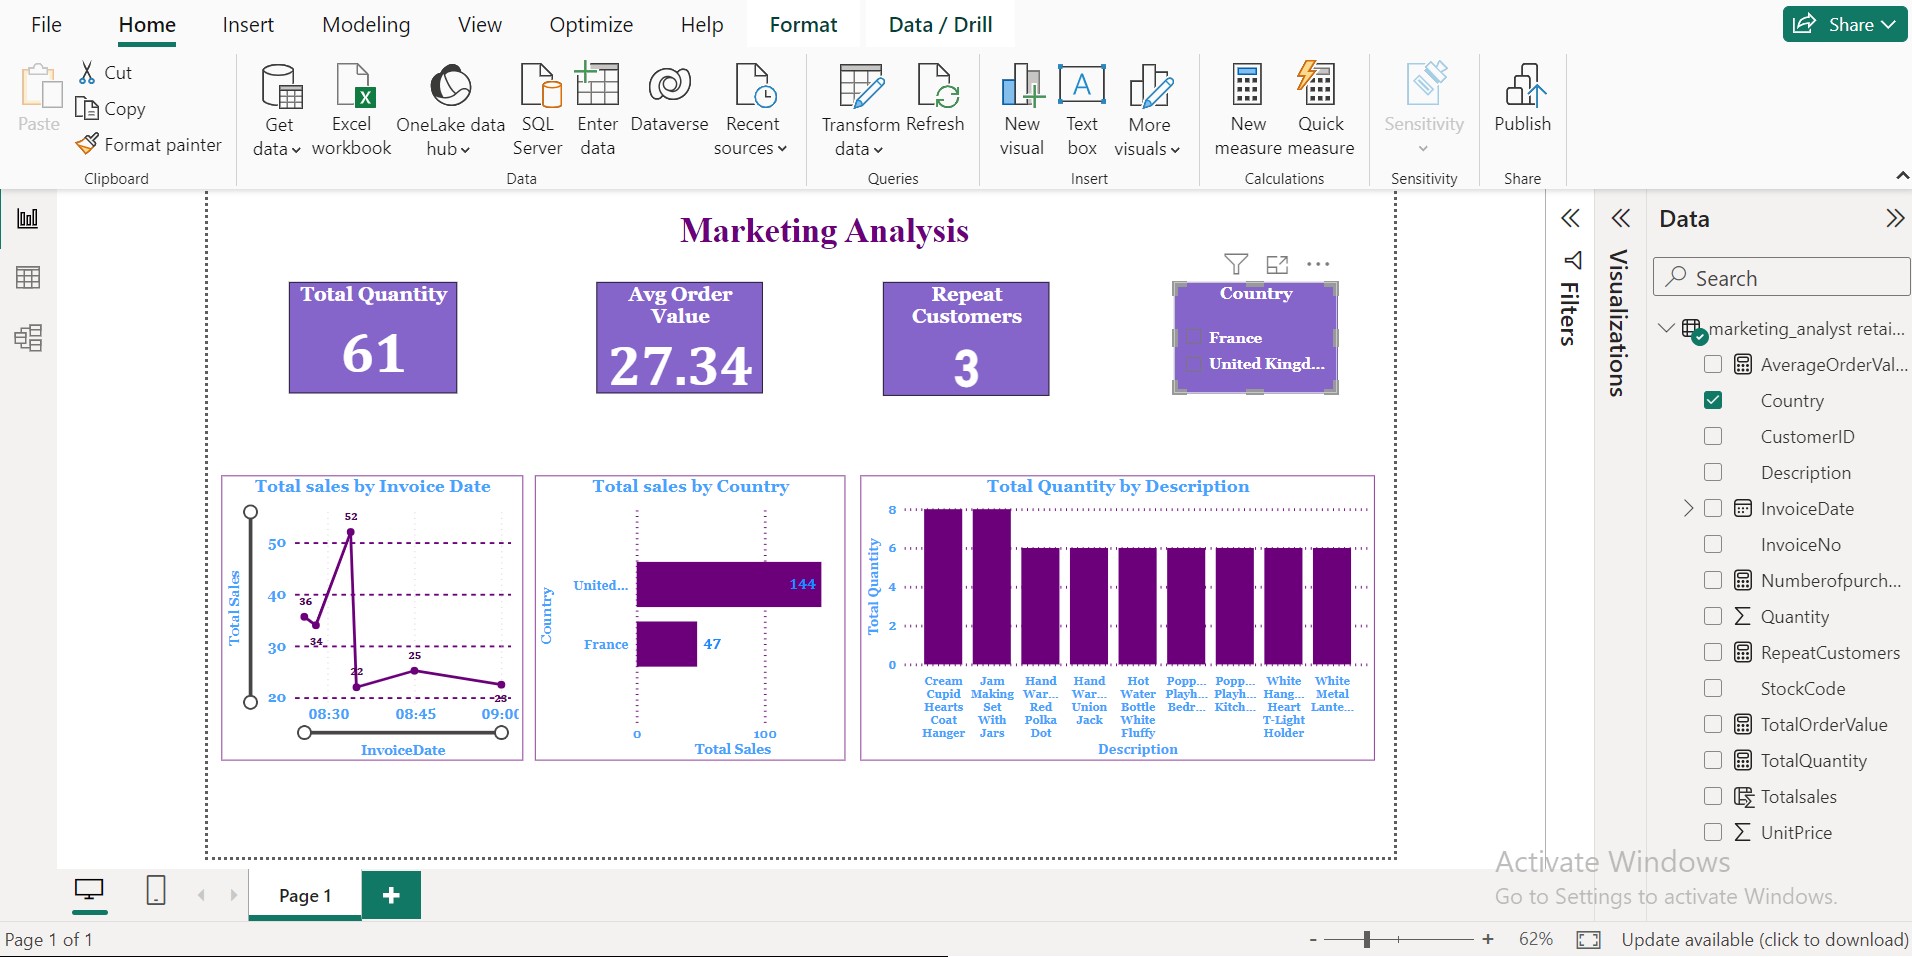 File Home Insert Modeling View Optimize Help Format Data / Drill Share
Paste
Cut
Copy
Format painter
Clipboard
Get data
Excel workbook
OneLake data hub
SQL Server
Enter data
Dataverse
Recent sources
Data
Transform data
Refresh
Queries
New visual
Text box
More visuals
Insert
New measure
Quick measure
Calculations
Sensitivity
Sensitivity
Publish
Share
Marketing Analysis
Total Quantity
61
Avg Order
Value
27.34
Repeat
Customers
3
Country
France
United Kingd...
Total sales by Invoice Date
Total Sales
50
40
30
20
36
34
52
22
25
23
08:30 08:45 09:00
InvoiceDate
Total sales by Country
Country
United... 144
France 47
0 100
Total Sales
Total Quantity by Description
Total Quantity
8
6
4
2
0
Cream Cupid Hearts Coat Hanger
Jam Making Set With Jars
Hand War... Red Polka Dot
Hand War... Union Jack
Hot Water Bottle White Fluffy
Popp... Playh... Bedr...
Popp... Playh... Kitch...
White Hang... Heart T-Light Holder
White Metal Lante...
Description
Filters
Visualizations
Data
Search
marketing_analyst retai...
AverageOrderVal...
Country
CustomerID
Description
InvoiceDate
InvoiceNo
Numberofpurch...
Quantity
RepeatCustomers
StockCode
TotalOrderValue
TotalQuantity
Totalsales
UnitPrice
Activate Windows
Go to Settings to activate Windows.
Page 1
+
Page 1 of 1
- + 62%
Update available (click to download)